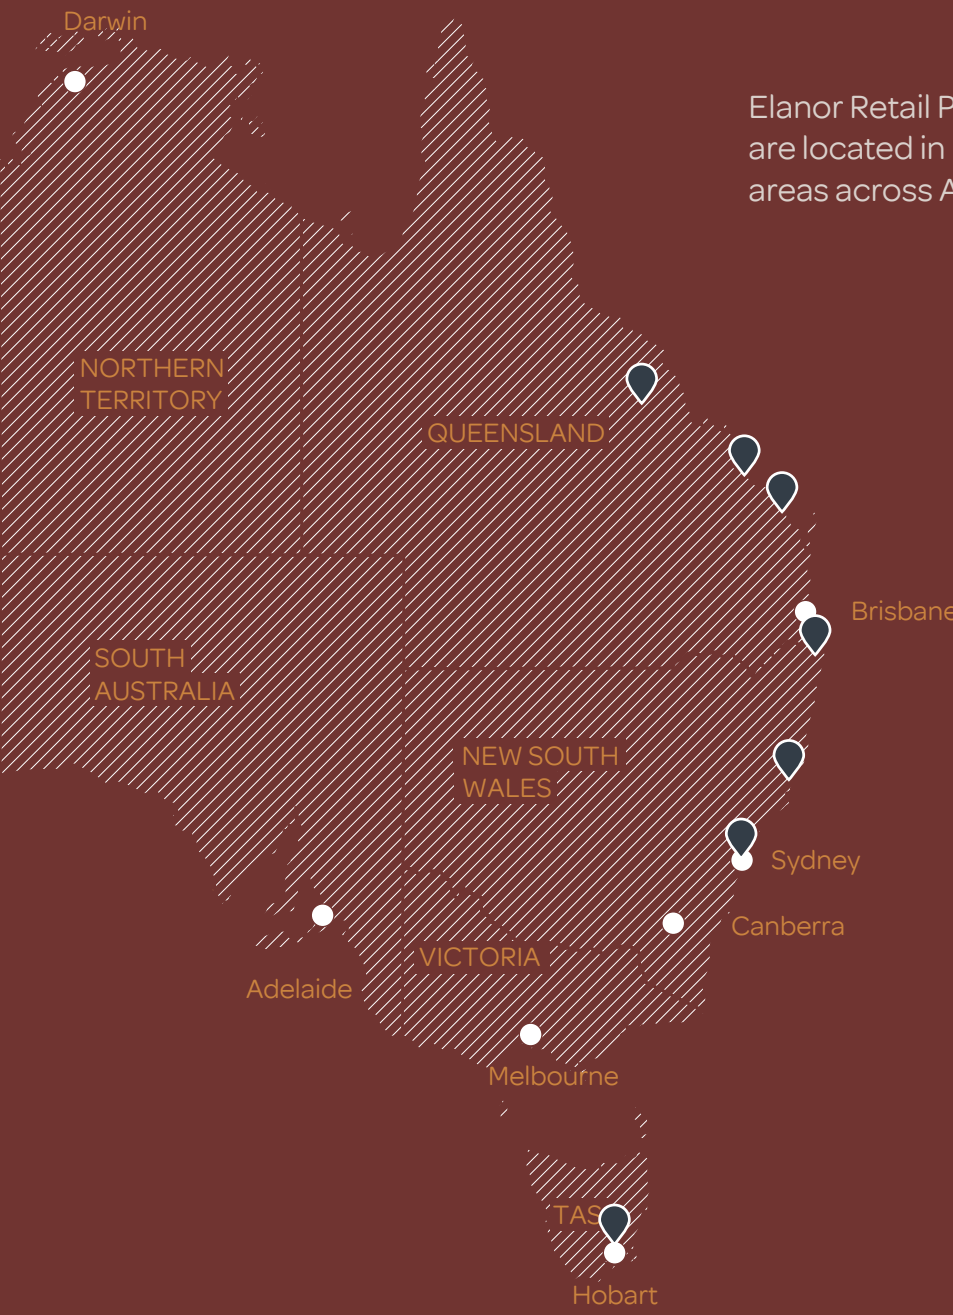 Darwin
Elanor Retail P
are located in
areas across A
NORTHERN
TERRITORY
QUEENSLAND
Brisbane
SOUTH
AUSTRALIA
NEW SOUTH
WALES
Sydney
Canberra
VICTORIA
Adelaide
Melbourne
TAS
Hobart